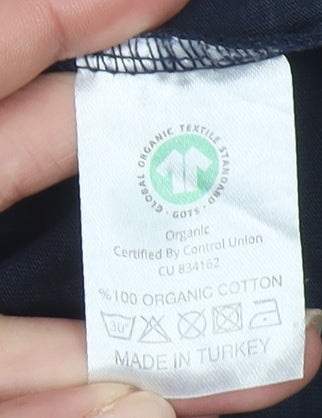 GLOBAL ORGANIC TEXTILE STANDARD
· GOTS ·
Organic
Certified By Control Union
CU 834162
%100 ORGANIC COTTON
30°
MADE IN TURKEY